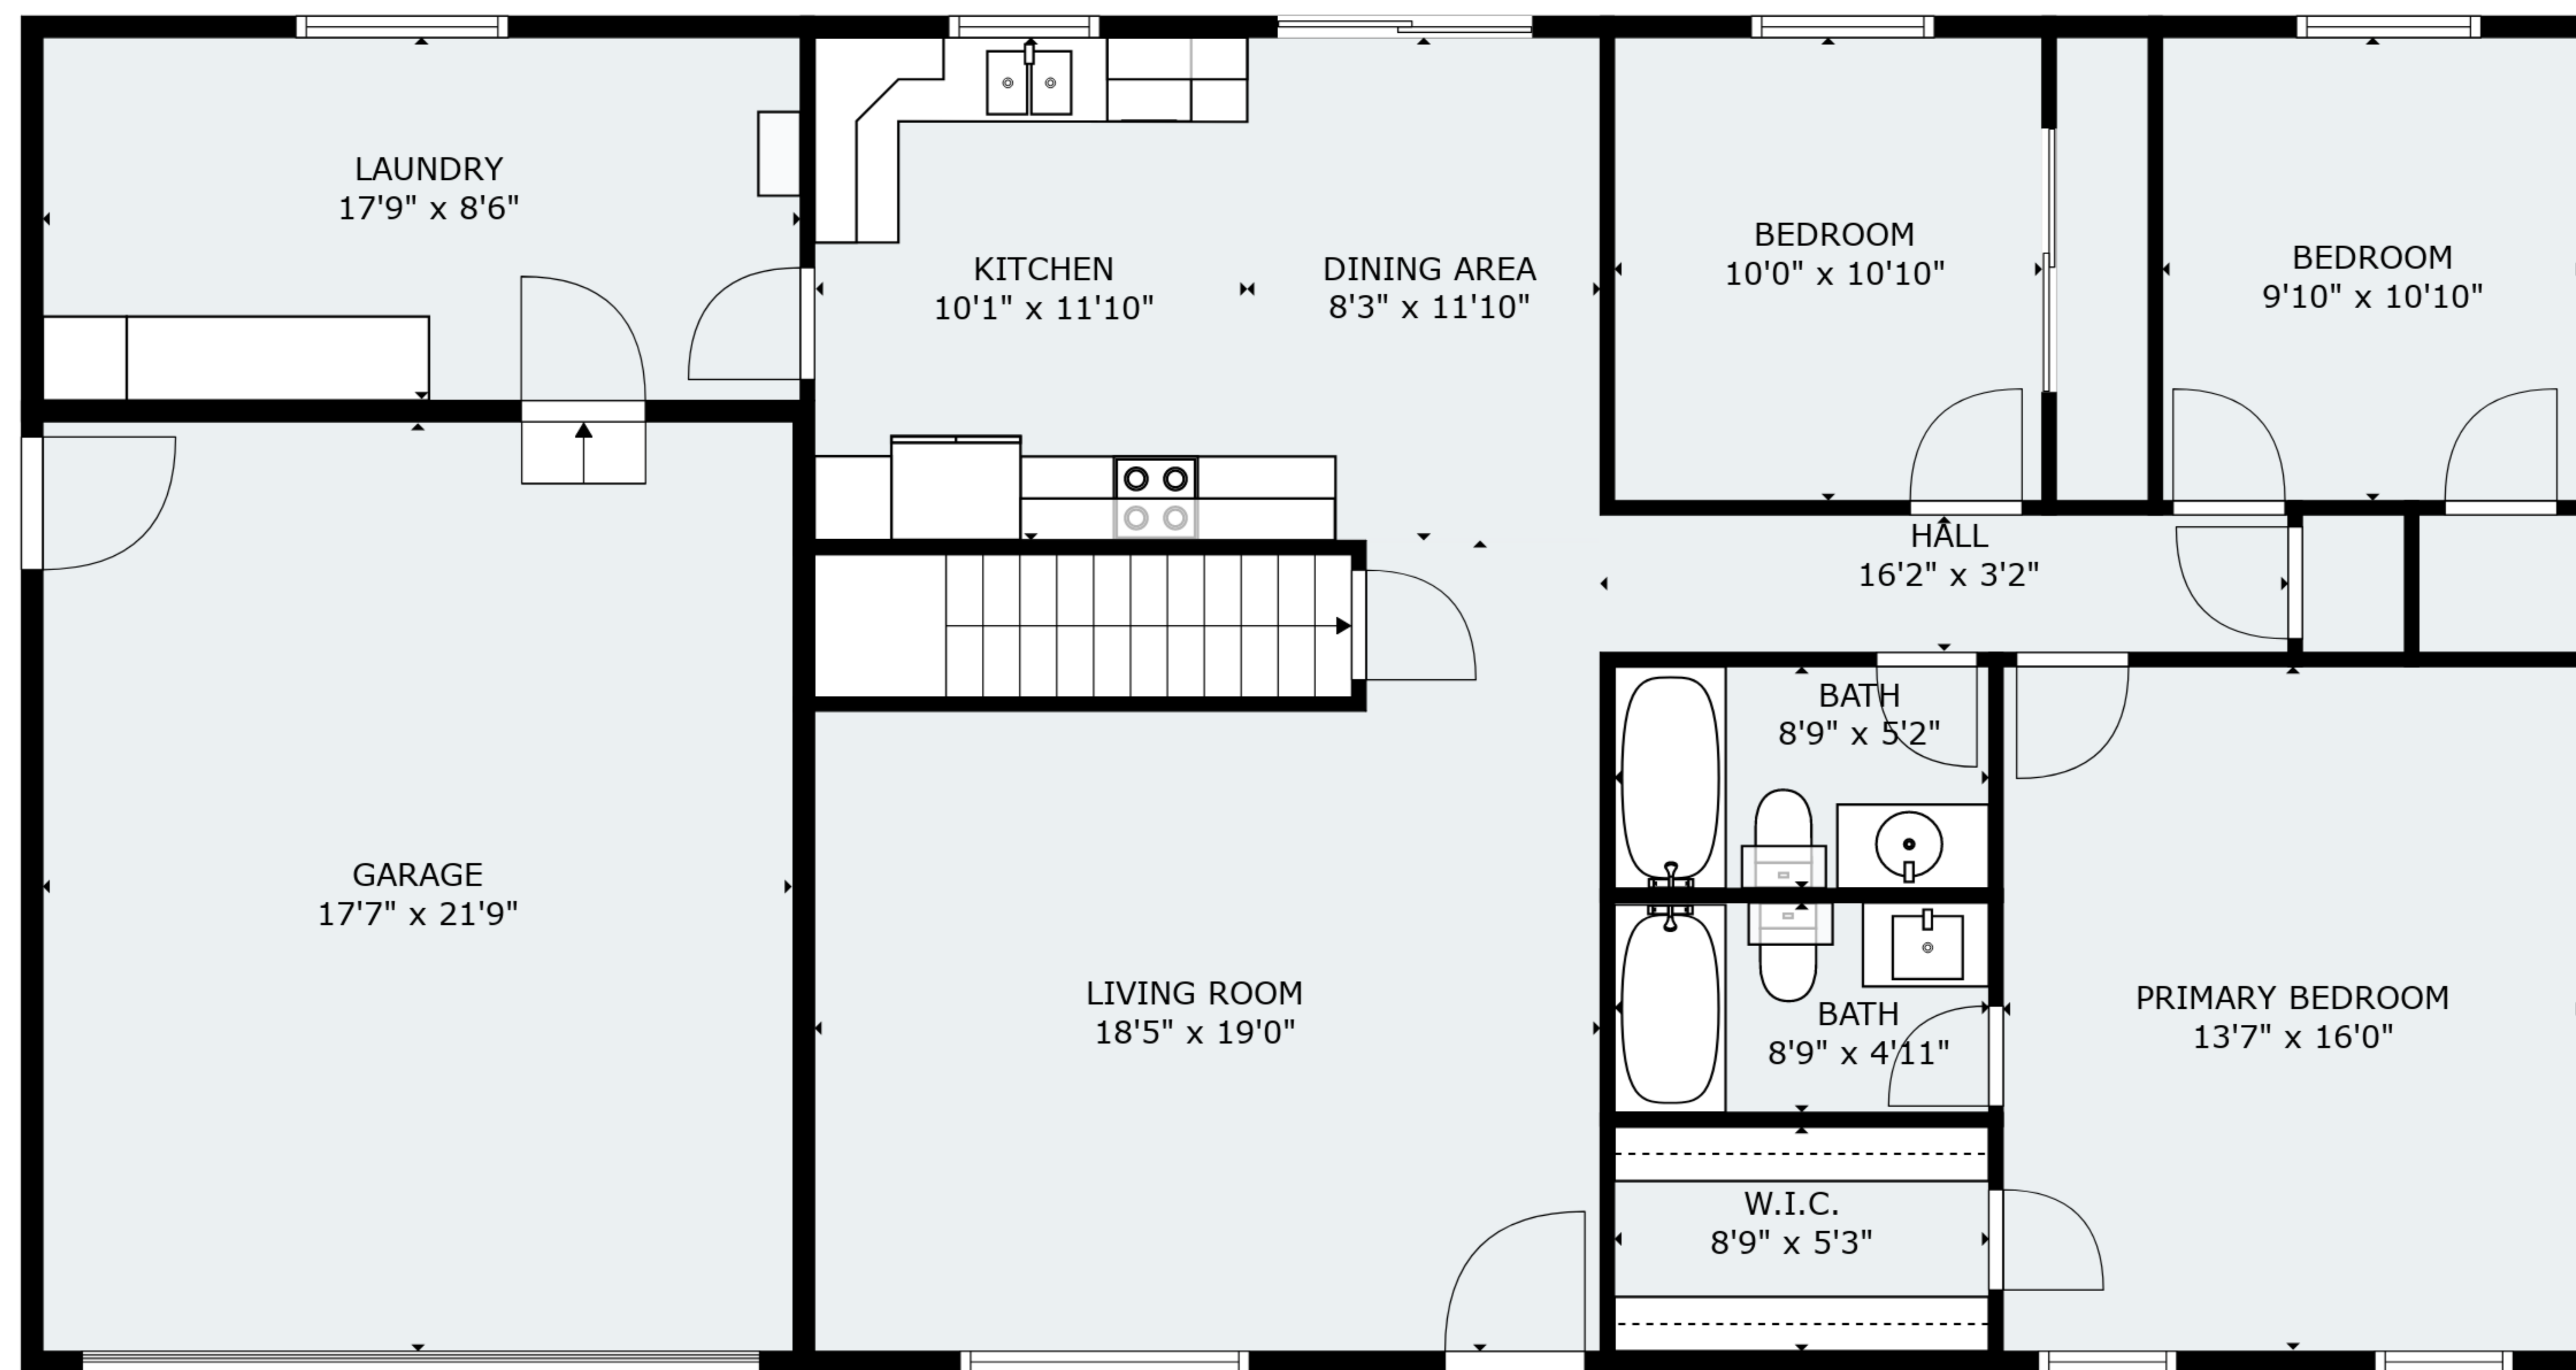 LAUNDRY
17'9" x 8'6"
KITCHEN
10'1" x 11'10"
DINING AREA
8'3" x 11'10"
BEDROOM
10'0" x 10'10"
BEDROOM
9'10" x 10'10"
HALL
16'2" x 3'2"
BATH
8'9" x 5'2"
GARAGE
17'7" x 21'9"
LIVING ROOM
18'5" x 19'0"
BATH
8'9" x 4'11"
PRIMARY BEDROOM
13'7" x 16'0"
W.I.C.
8'9" x 5'3"